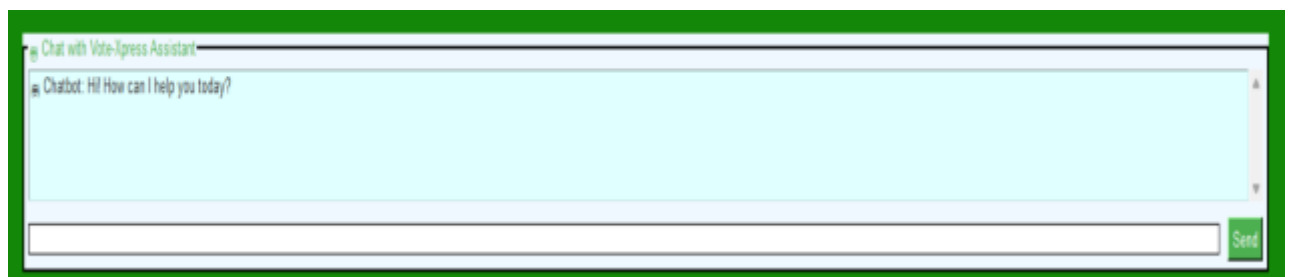 Chat with Vote-Xpress Assistant
Chatbot: Hi! How can I help you today?
Send